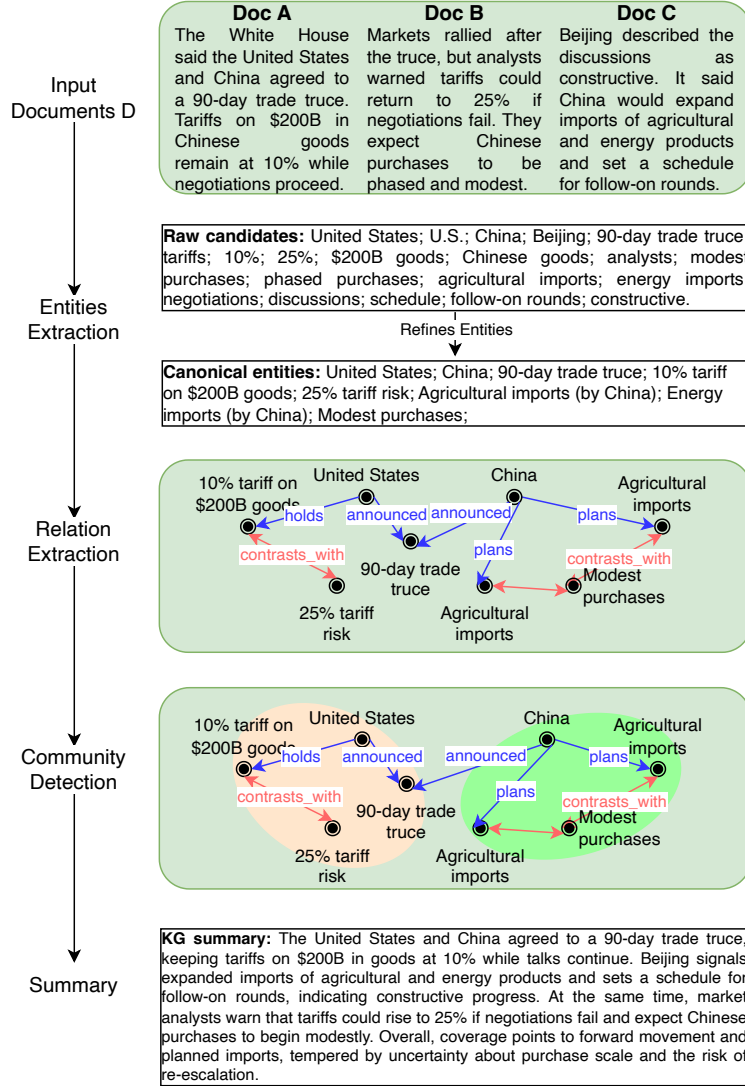 Doc A
The White House
said the United States
and China agreed to
a 90-day trade truce.
Tariffs on $200B in
Chinese goods
remain at 10% while
negotiations proceed.
Doc B
Markets rallied after
the truce, but analysts
warned tariffs could
return to 25% if
negotiations fail. They
expect Chinese
purchases to be
phased and modest.
Doc C
Beijing described the
discussions as
constructive. It said
China would expand
imports of agricultural
and energy products
and set a schedule
for follow-on rounds.
Input
Documents D
Raw candidates: United States; U.S.; China; Beijing; 90-day trade truce
tariffs; 10%; 25%; $200B goods; Chinese goods; analysts; modest
purchases; phased purchases; agricultural imports; energy imports
negotiations; discussions; schedule; follow-on rounds; constructive.
Entities
Extraction
Refines Entities
Canonical entities: United States; China; 90-day trade truce; 10% tariff
on $200B goods; 25% tariff risk; Agricultural imports (by China); Energy
imports (by China); Modest purchases;
Relation
Extraction
10% tariff on
$200B goods
United States
China
Agricultural
imports
holds
announced
announced
plans
plans
contrasts_with
contrasts_with
90-day trade
truce
25% tariff
risk
Agricultural
imports
Modest
purchases
Community
Detection
10% tariff on
$200B goods
United States
China
Agricultural
imports
holds
announced
announced
plans
plans
contrasts_with
contrasts_with
90-day trade
truce
25% tariff
risk
Agricultural
imports
Modest
purchases
Summary
KG summary: The United States and China agreed to a 90-day trade truce,
keeping tariffs on $200B in goods at 10% while talks continue. Beijing signals
expanded imports of agricultural and energy products and sets a schedule for
follow-on rounds, indicating constructive progress. At the same time, market
analysts warn that tariffs could rise to 25% if negotiations fail and expect Chinese
purchases to begin modestly. Overall, coverage points to forward movement and
planned imports, tempered by uncertainty about purchase scale and the risk of
re-escalation.